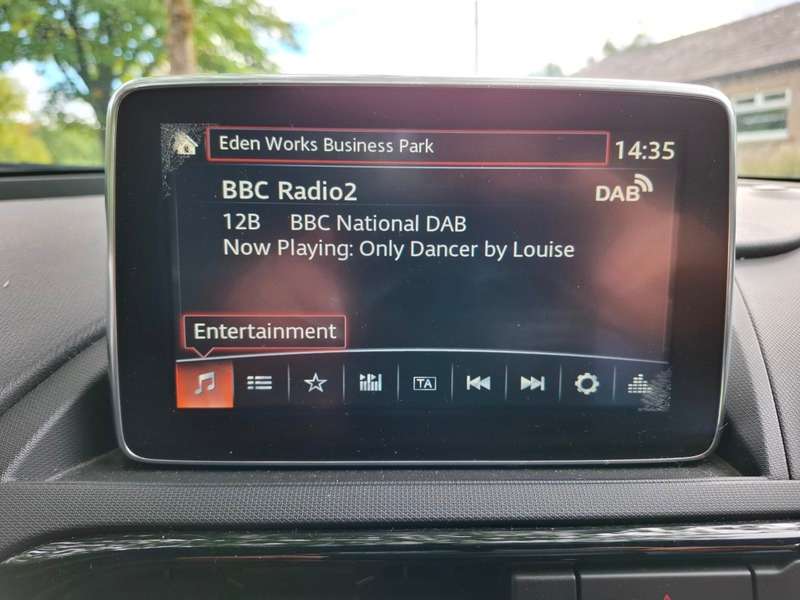 Eden Works Business Park
14:35
BBC Radio2
DAB
12B BBC National DAB
Now Playing: Only Dancer by Louise
Entertainment
TA